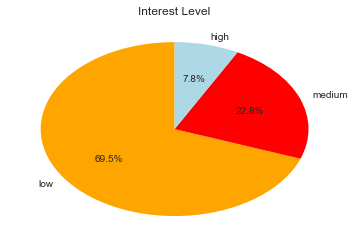 Interest Level
high
7.8%
medium
22.8%
69.5%
low